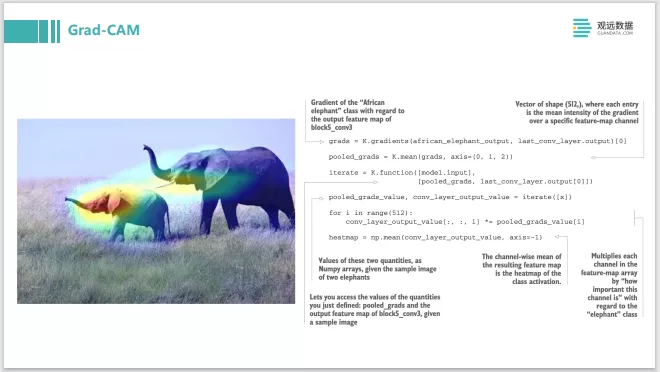 Grad-CAM
观远数据
GUANDATA.COM
Gradient of the “African
elephant” class with regard to
the output feature map of
block5_conv3
Vector of shape (512,), where each entry
is the mean intensity of the gradient
over a specific feature-map channel
grads = K.gradients(african_elephant_output, last_conv_layer.output)[0]
pooled_grads = K.mean(grads, axis=(0, 1, 2))
iterate = K.function([model.input],
[pooled_grads, last_conv_layer.output[0]])
pooled_grads_value, conv_layer_output_value = iterate([x])
for i in range(512):
conv_layer_output_value[:, :, i] *= pooled_grads_value[i]
heatmap = np.mean(conv_layer_output_value, axis=-1)
Values of these two quantities, as
Numpy arrays, given the sample image
of two elephants
The channel-wise mean of
the resulting feature map
is the heatmap of the
class activation.
Multiplies each
channel in the
feature-map array
by “how
important this
channel is” with
regard to the
“elephant” class
Lets you access the values of the quantities
you just defined: pooled_grads and the
output feature map of block5_conv3, given
a sample image